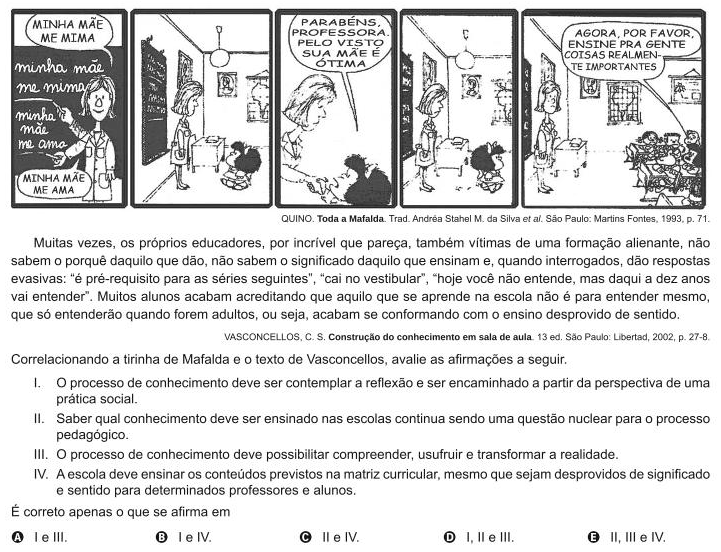 MINHA MÃE
ME MIMA
minha mãe
me mima
minha
mãe
me ama
MINHA MÃE
ME AMA
PARABÉNS,
PROFESSORA.
PELO VISTO
SUA MÃE É
ÓTIMA
AGORA, POR FAVOR,
ENSINE PRA GENTE
COISAS REALMEN-
TE IMPORTANTES
QUINO. Toda a Mafalda. Trad. Andréa Stahel M. da Silva et al. São Paulo: Martins Fontes, 1993, p. 71.
Muitas vezes, os próprios educadores, por incrível que pareça, também vítimas de uma formação alienante, não
sabem o porquê daquilo que dão, não sabem o significado daquilo que ensinam e, quando interrogados, dão respostas
evasivas: “é pré-requisito para as séries seguintes”, “cai no vestibular”, “hoje você não entende, mas daqui a dez anos
vai entender”. Muitos alunos acabam acreditando que aquilo que se aprende na escola não é para entender mesmo,
que só entenderão quando forem adultos, ou seja, acabam se conformando com o ensino desprovido de sentido.
VASCONCELLOS, C. S. Construção do conhecimento em sala de aula. 13 ed. São Paulo: Libertad, 2002, p. 27-8.
Correlacionando a tirinha de Mafalda e o texto de Vasconcellos, avalie as afirmações a seguir.
I. O processo de conhecimento deve ser contemplar a reflexão e ser encaminhado a partir da perspectiva de uma
prática social.
II. Saber qual conhecimento deve ser ensinado nas escolas continua sendo uma questão nuclear para o processo
pedagógico.
III. O processo de conhecimento deve possibilitar compreender, usufruir e transformar a realidade.
IV. A escola deve ensinar os conteúdos previstos na matriz curricular, mesmo que sejam desprovidos de significado
e sentido para determinados professores e alunos.
É correto apenas o que se afirma em
A I e III. B I e IV. C II e IV. D I, II e III. E II, III e IV.